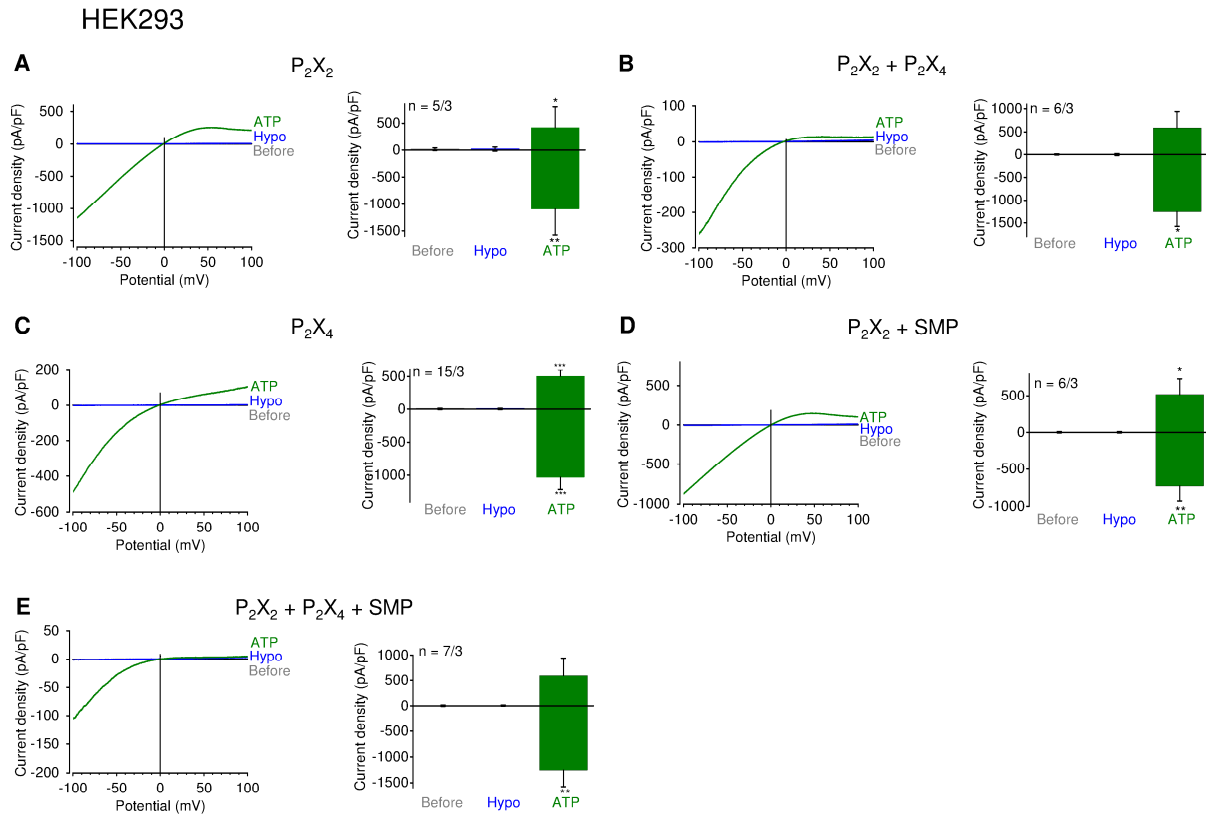 HEK293
A
P2X2
Current density (pA/pF)
500
0
-500
-1000
-1500
-100 -50 0 50 100
Potential (mV)
ATP
Hypo
Before
Current density (pA/pF)
n = 5/3
500
0
-500
-1000
-1500
*
**
Before Hypo ATP
B
P2X2 + P2X4
Current density (pA/pF)
100
0
-100
-200
-300
-100 -50 0 50 100
Potential (mV)
ATP
Hypo
Before
Current density (pA/pF)
n = 6/3
1000
500
0
-500
-1000
-1500
*
Before Hypo ATP
C
P2X4
Current density (pA/pF)
200
0
-200
-400
-600
-100 -50 0 50 100
Potential (mV)
ATP
Hypo
Before
Current density (pA/pF)
n = 15/3
500
0
-500
-1000
***
***
Before Hypo ATP
D
P2X2 + SMP
Current density (pA/pF)
500
0
-500
-1000
-100 -50 0 50 100
Potential (mV)
ATP
Hypo
Before
Current density (pA/pF)
n = 6/3
500
0
-500
-1000
*
**
Before Hypo ATP
E
P2X2 + P2X4 + SMP
Current density (pA/pF)
50
0
-50
-100
-150
-200
-100 -50 0 50 100
Potential (mV)
ATP
Hypo
Before
Current density (pA/pF)
n = 7/3
1000
500
0
-500
-1000
-1500
**
Before Hypo ATP